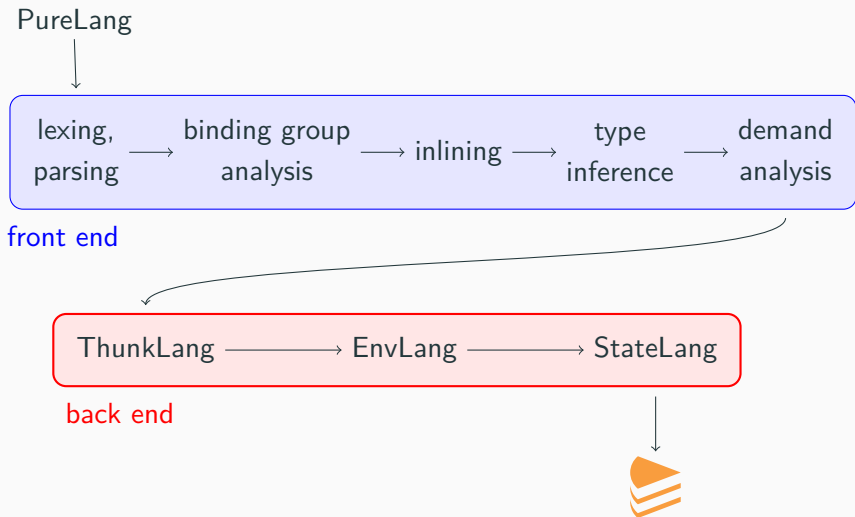 PureLang
lexing,
parsing
binding group
analysis
inlining
type
inference
demand
analysis
front end
ThunkLang
EnvLang
StateLang
back end